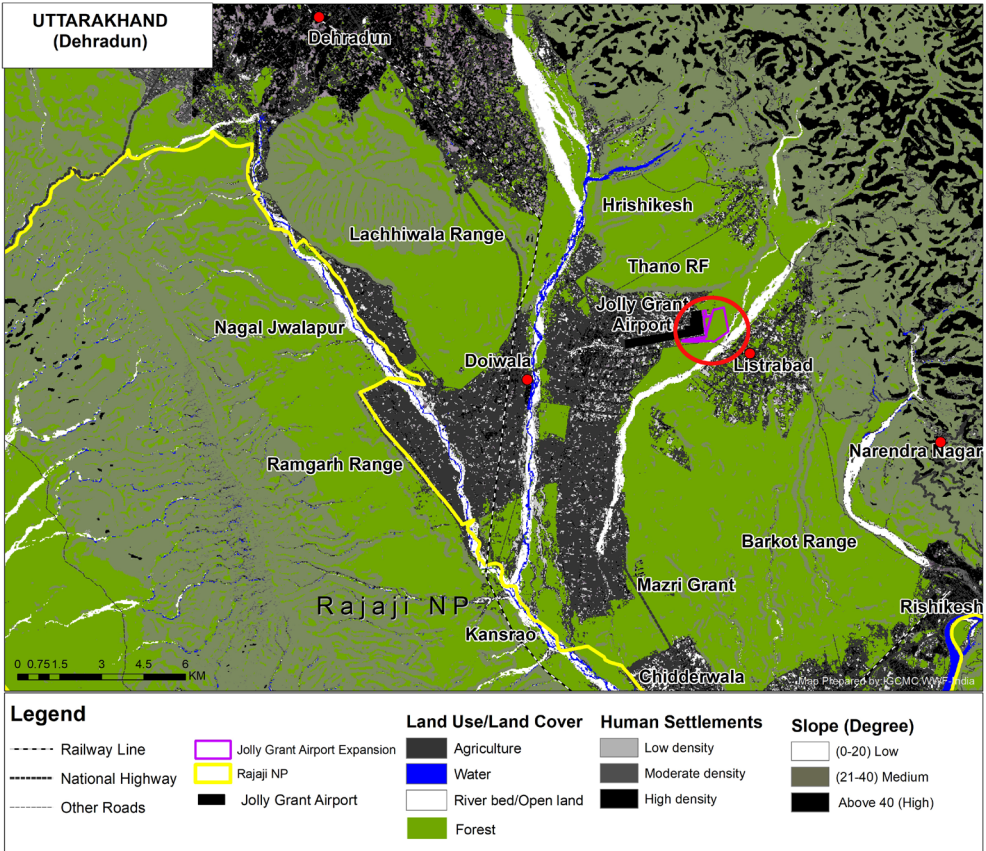 UTTARAKHAND
(Dehradun)
Dehradun
Hrishikesh
Lachhiwala Range
Thano RF
Jolly Grant
Airport
Nagal Jwalapur
Doiwala
Listrabad
Narendra Nagar
Ramgarh Range
Barkot Range
Mazri Grant
Rajaji NP
Rishikesh
Kansrao
Chidderwala
0 0.75 1.5 3 4.5 6
KM
Map Prepared by:IGCMC,WWF-India
Legend
Railway Line
National Highway
Other Roads
Jolly Grant Airport Expansion
Rajaji NP
Jolly Grant Airport
Land Use/Land Cover
Agriculture
Water
River bed/Open land
Forest
Human Settlements
Low density
Moderate density
High density
Slope (Degree)
(0-20) Low
(21-40) Medium
Above 40 (High)